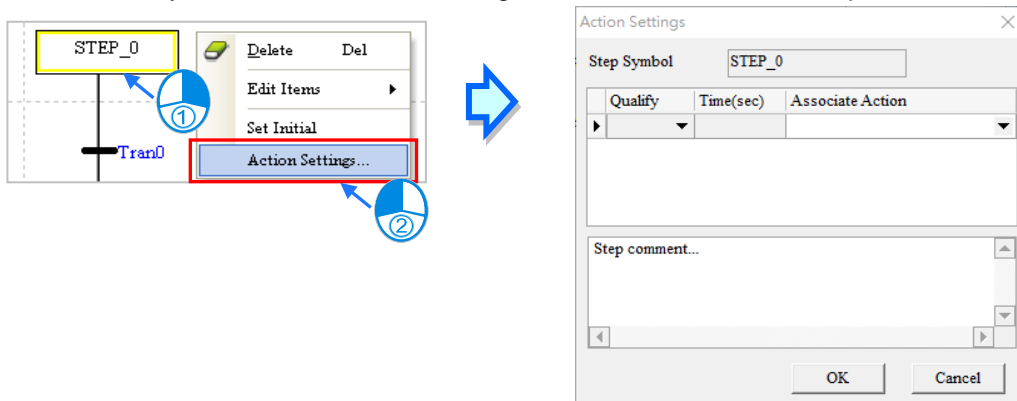 STEP_0
Delete Del
Edit Items
Set Initial
Tran0
Action Settings...
①
②
Action Settings
Step Symbol STEP_0
Qualify Time(sec) Associate Action
Step comment...
OK Cancel